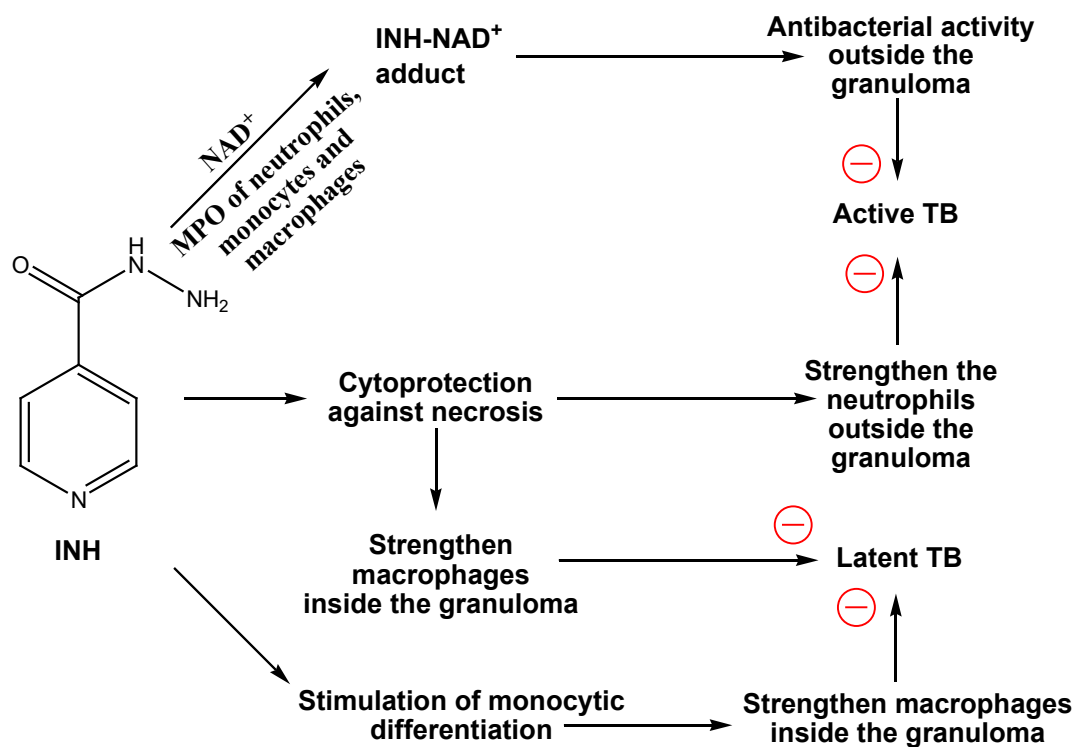 INH-NAD+
adduct
Antibacterial activity
outside the
granuloma
NAD+
MPO of neutrophils,
monocytes and
macrophages
Active TB
O
H
N
NH2
N
INH
Cytoprotection
against necrosis
Strengthen the
neutrophils
outside the
granuloma
Strengthen
macrophages
inside the granuloma
Latent TB
Stimulation of monocytic
differentiation
Strengthen macrophages
inside the granuloma